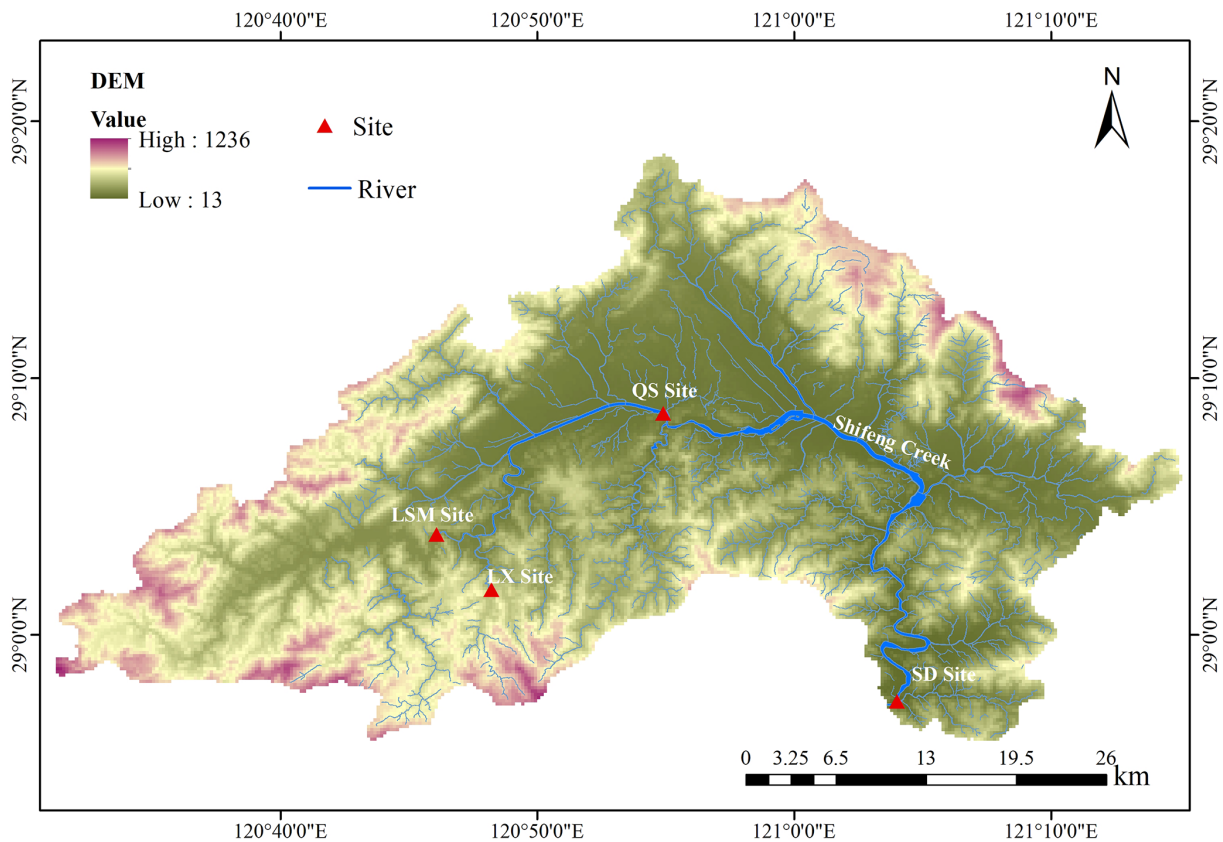 120°40'0"E 120°50'0"E 121°0'0"E 121°10'0"E
29°20'0"N
29°10'0"N
29°0'0"N
DEM
Value
High : 1236
Low : 13
Site
River
N
29°20'0"N
29°10'0"N
29°0'0"N
QS Site
Shifeng Creek
LSM Site
LX Site
SD Site
0 3.25 6.5 13 19.5 26
km
120°40'0"E 120°50'0"E 121°0'0"E 121°10'0"E